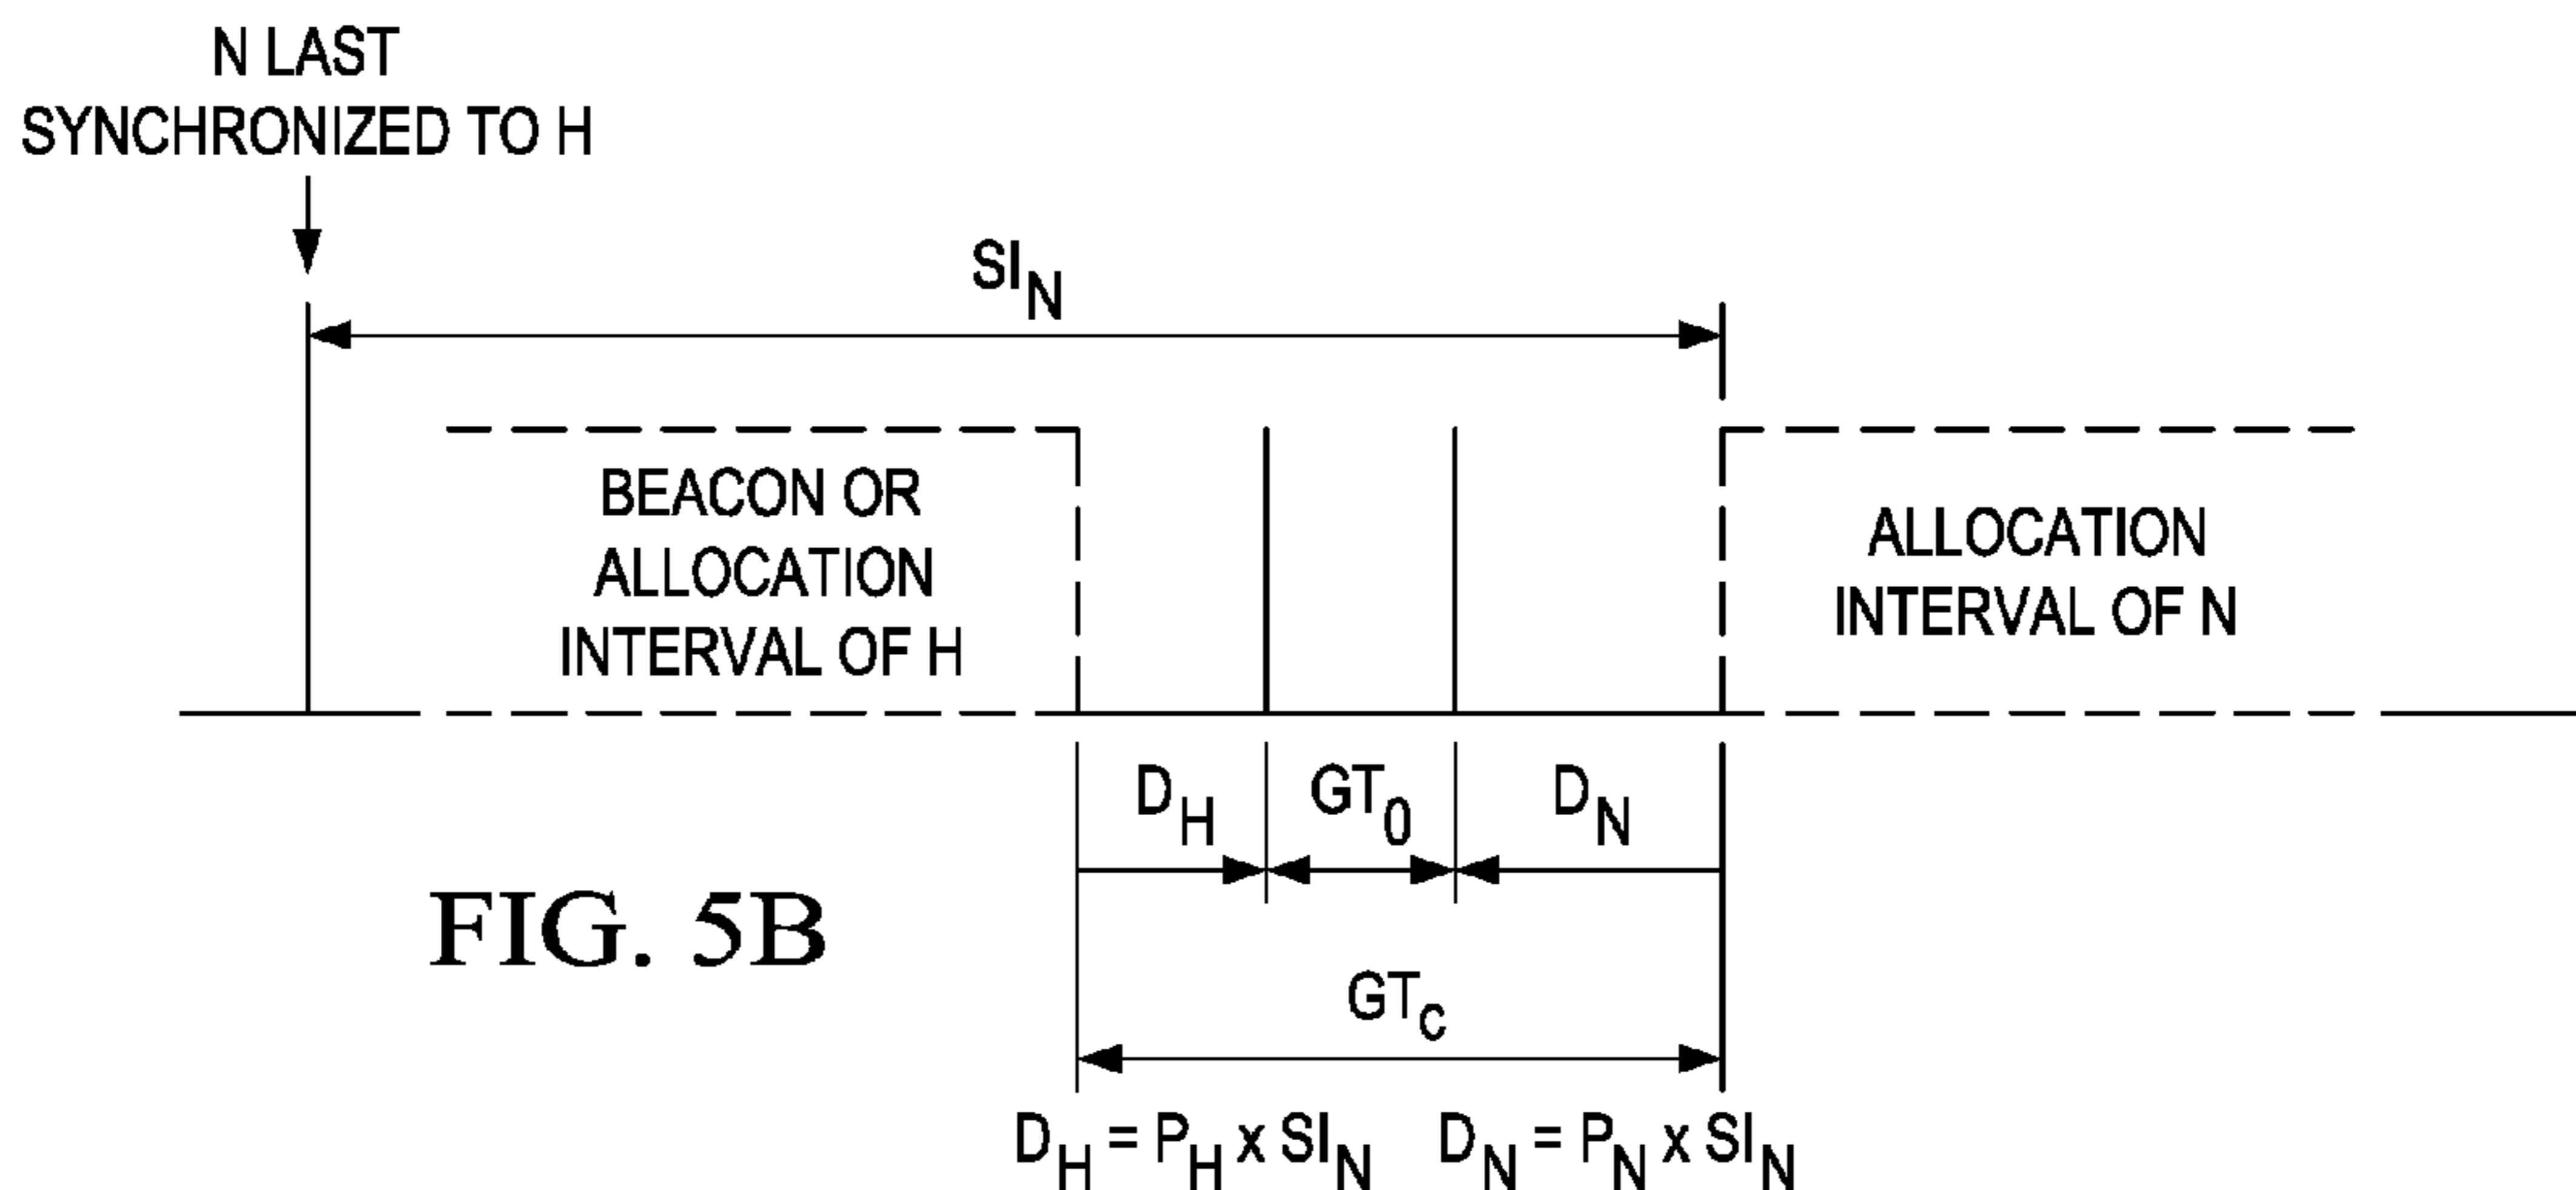 N LAST
SYNCHRONIZED TO H
SI_N
BEACON OR
ALLOCATION
INTERVAL OF H
ALLOCATION
INTERVAL OF N
D_H GT_0 D_N
FIG. 5B
GT_C
D_H = P_H x SI_N D_N = P_N x SI_N